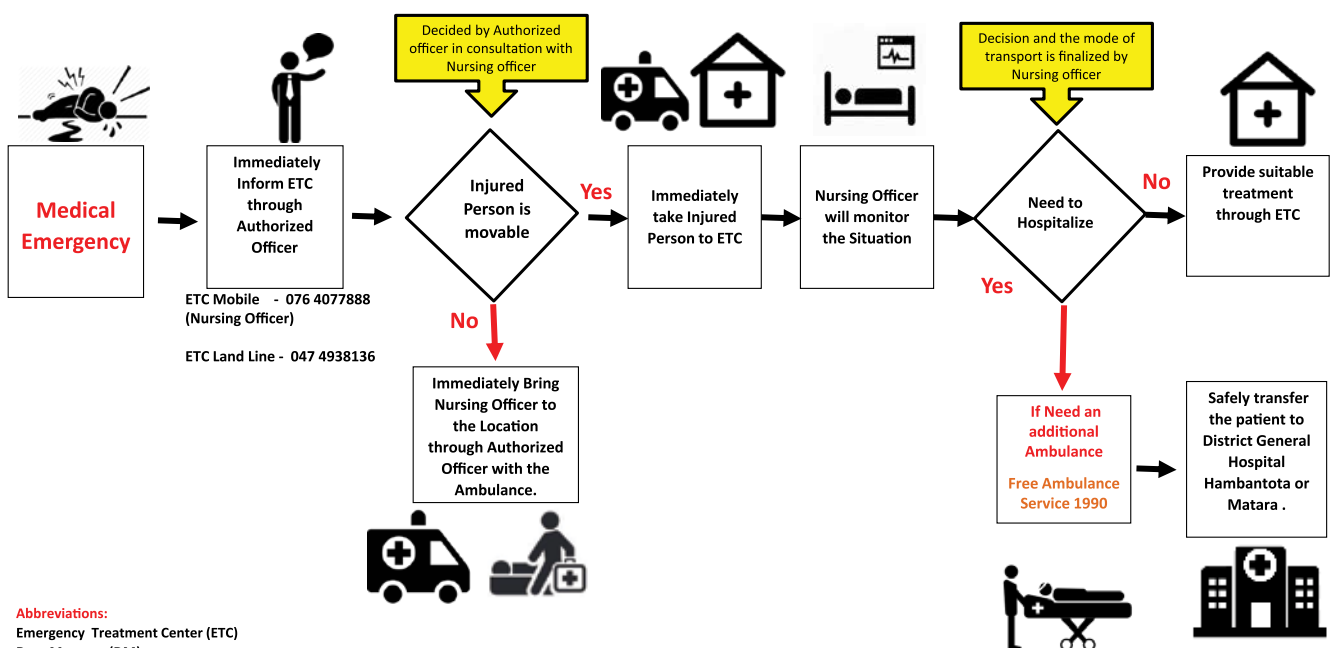 Decided by Authorized
officer in consultation with
Nursing officer
Decision and the mode of
transport is finalized by
Nursing officer
Medical
Emergency
Immediately
Inform ETC
through
Authorized
Officer
ETC Mobile - 076 4077888
(Nursing Officer)
ETC Land Line - 047 4938136
Injured
Person is
movable
Yes
No
Immediately Bring
Nursing Officer to
the Location
through Authorized
Officer with the
Ambulance.
Immediately
take Injured
Person to ETC
Nursing Officer
will monitor
the Situation
Need to
Hospitalize
No
Provide suitable
treatment
through ETC
Yes
If Need an
additional
Ambulance
Free Ambulance
Service 1990
Safely transfer
the patient to
District General
Hospital
Hambantota or
Matara .
Abbreviations:
Emergency Treatment Center (ETC)